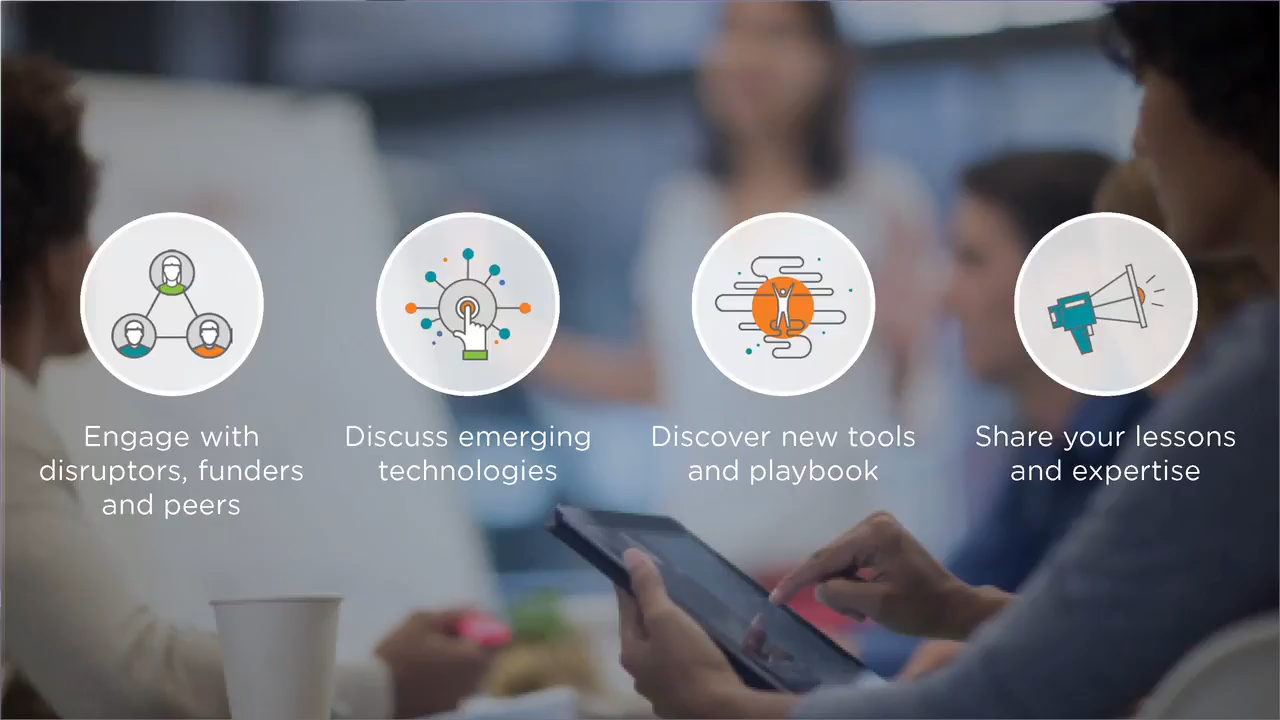 Engage with
disruptors, funders
and peers
Discuss emerging
technologies
Discover new tools
and playbook
Share your lessons
and expertise